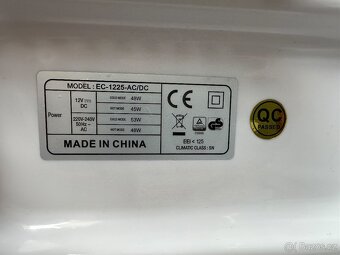 MODEL: EC-1225-AC/DC
Power
12V DC
COLD MODE 48W
HOT MODE 45W
220V-240V
50Hz~ AC
COLD MODE 53W
HOT MODE 48W
CE
EEI < 125
CLIMATIC CLASS : SN
MADE IN CHINA
QC
PASSED